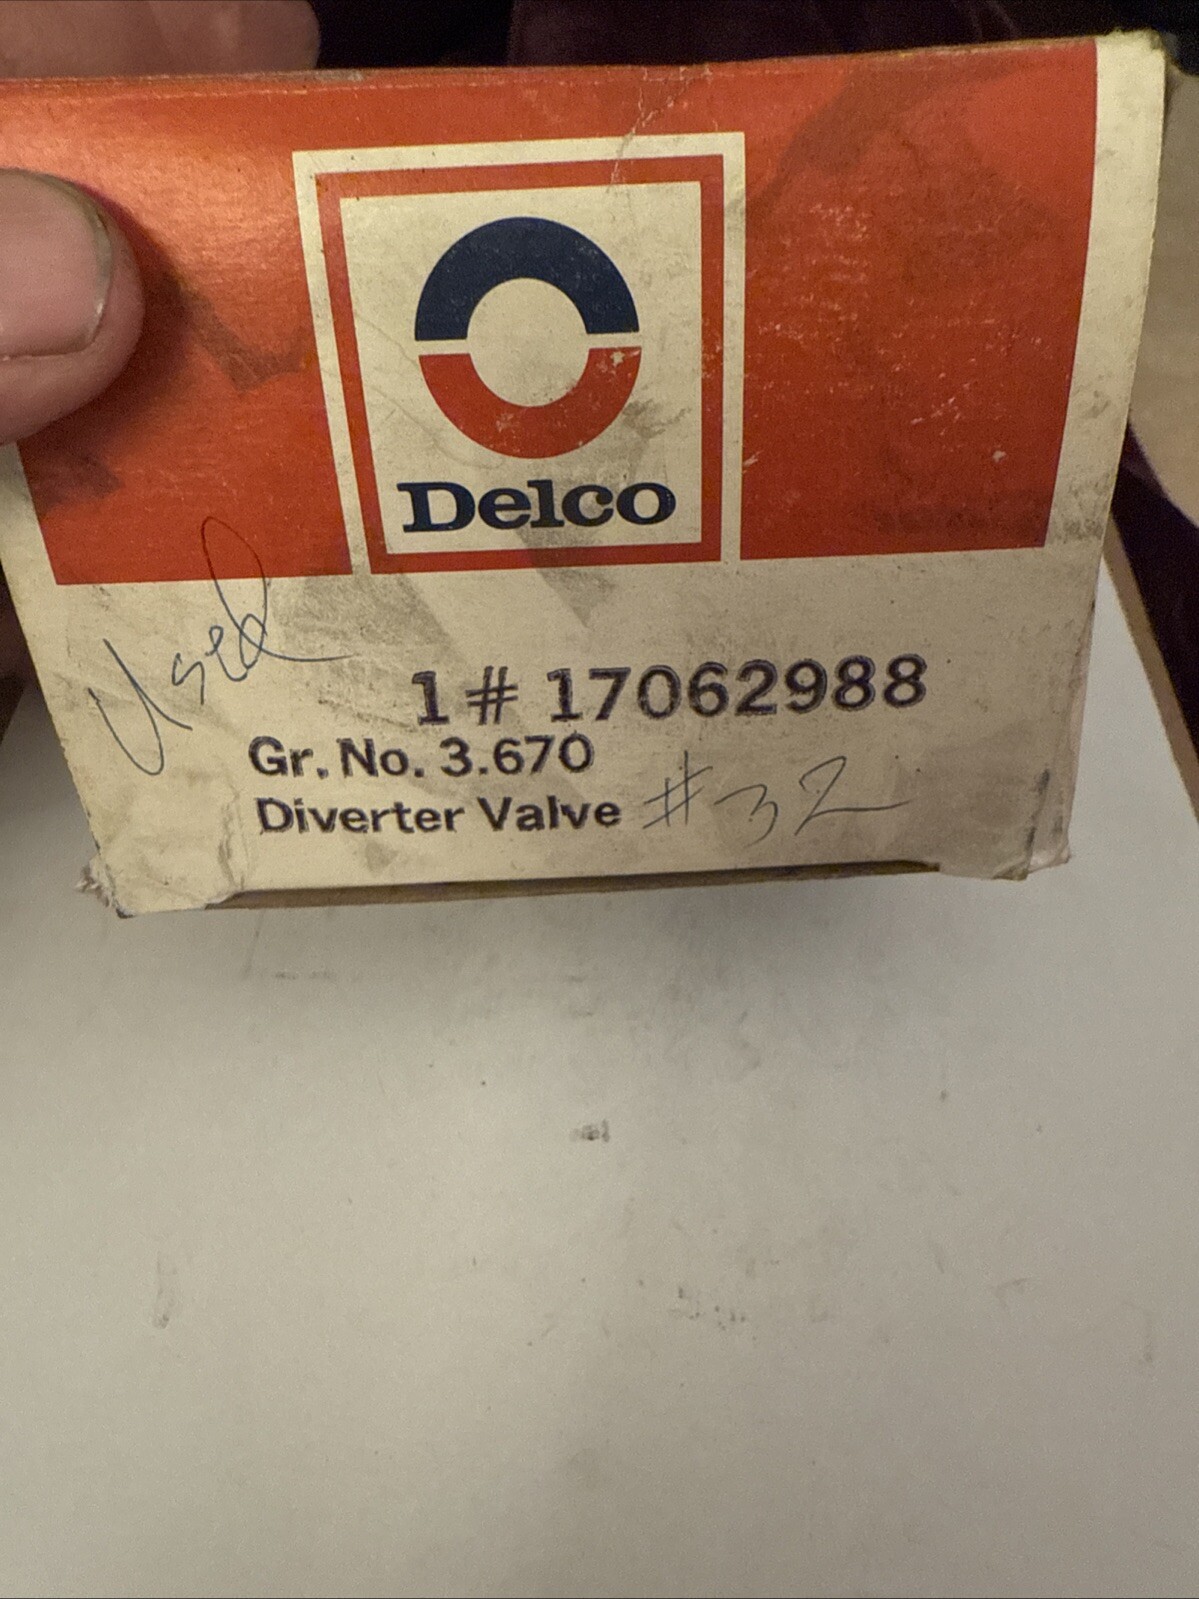 Delco
Used
1 # 17062988
Gr. No. 3.670
Diverter Valve #32